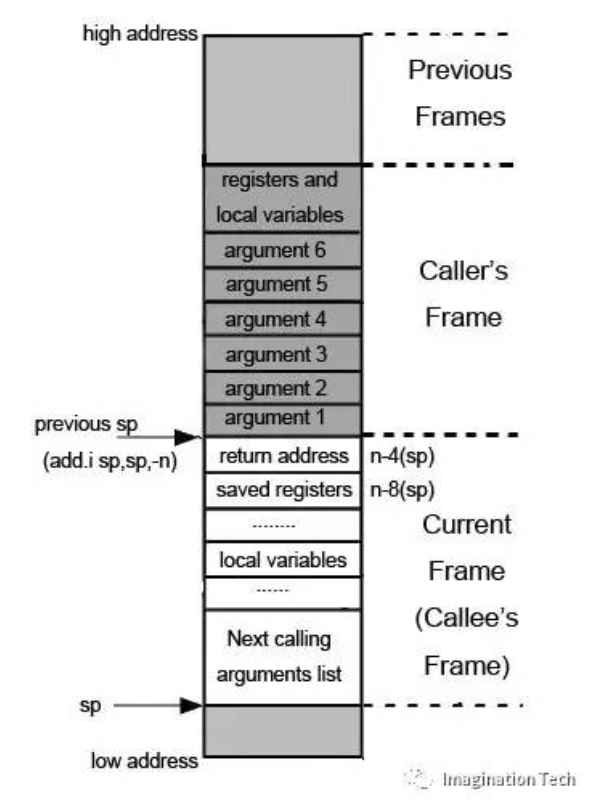 high address
Previous
Frames
registers and
local variables
argument 6
argument 5
Caller's
argument 4
Frame
argument 3
argument 2
argument 1
previous sp
(add.i sp,sp,-n)
return address
n-4(sp)
saved registers
n-8(sp)
........
Current
local variables
Frame
......
(Callee's
Next calling
Frame)
arguments list
sp
low address
Imagination Tech